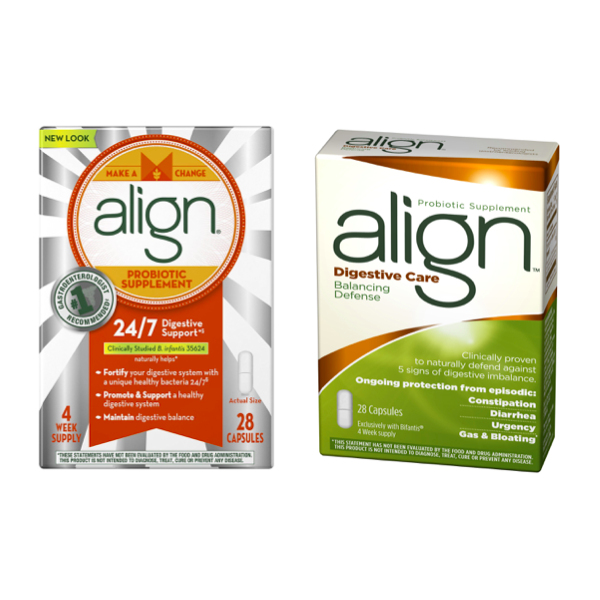 NEW LOOK
MAKE A CHANGE
align®
PROBIOTIC
SUPPLEMENT
GASTROENTEROLOGIST
#1
RECOMMENDED
24/7 Digestive
Support
Clinically Studied B. infantis 35624
naturally helps*
• Fortify your digestive system with
a unique healthy bacteria 24/7
• Promote & Support a healthy
digestive system
• Maintain digestive balance
Actual Size
4
WEEK
SUPPLY
28
CAPSULES
*THESE STATEMENTS HAVE NOT BEEN EVALUATED BY THE FOOD AND DRUG ADMINISTRATION.
THIS PRODUCT IS NOT INTENDED TO DIAGNOSE, TREAT, CURE OR PREVENT ANY DISEASE.
align
Digestive Care
Probiotic Supplement
align™
Digestive Care
Balancing
Defense
Clinically proven
to naturally defend against
5 signs of digestive imbalance.
Ongoing protection from episodic:
Constipation
Diarrhea
Urgency
Gas & Bloating*
28 Capsules
Exclusively with Bifantis®
4 Week supply
*THIS STATEMENT HAS NOT BEEN EVALUATED BY THE FOOD AND DRUG ADMINISTRATION.
THIS PRODUCT IS NOT INTENDED TO DIAGNOSE, TREAT, CURE OR PREVENT ANY DISEASE.